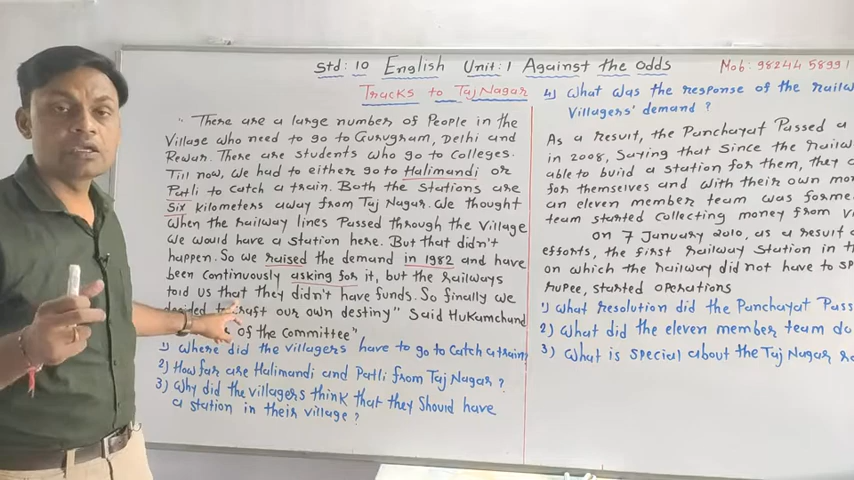 Std: 10 English Unit: 1 Against the Odds Mob: 98244 58991
Tracks to Taj Nagar
" There are a large number of People in the
Village who need to go to Gurugram, Delhi and
Rewar. There are students who go to Colleges.
Till now, we had to either go to Halimandi or
Patli to Catch a train. Both the Stations are
Six kilometers away from Taj Nagar. We thought
When the railway lines Passed through the Village
We would have a station here. But that didn't
happen. So we raised the demand in 1982 and have
been Continuously asking for it, but the railways
told us that they didn't have funds. So finally we
decided to Craft our own destiny" Said Hukamchand
of the Committee"
1) Where did the villagers have to go to Catch a train
2) How far are Halimandi and Patli from Taj Nagar ?
3) Why did the villagers think that they Should have
a station in their village ?
4) What was the response of the
Villagers' demand ?
As a result, the Panchayat Passed a
in 2008, Saying that Since the
able to build a station for them, they
for themselves and with their own
an eleven member team was
team started Collecting money from
on 7 January 2010, as a result
efforts, the first railway Station in
on which the Railway did not have to
rupee, started operations
1) What resolution did the Panchayat
2) What did the eleven member team do
3) What is special about the Taj Nagar